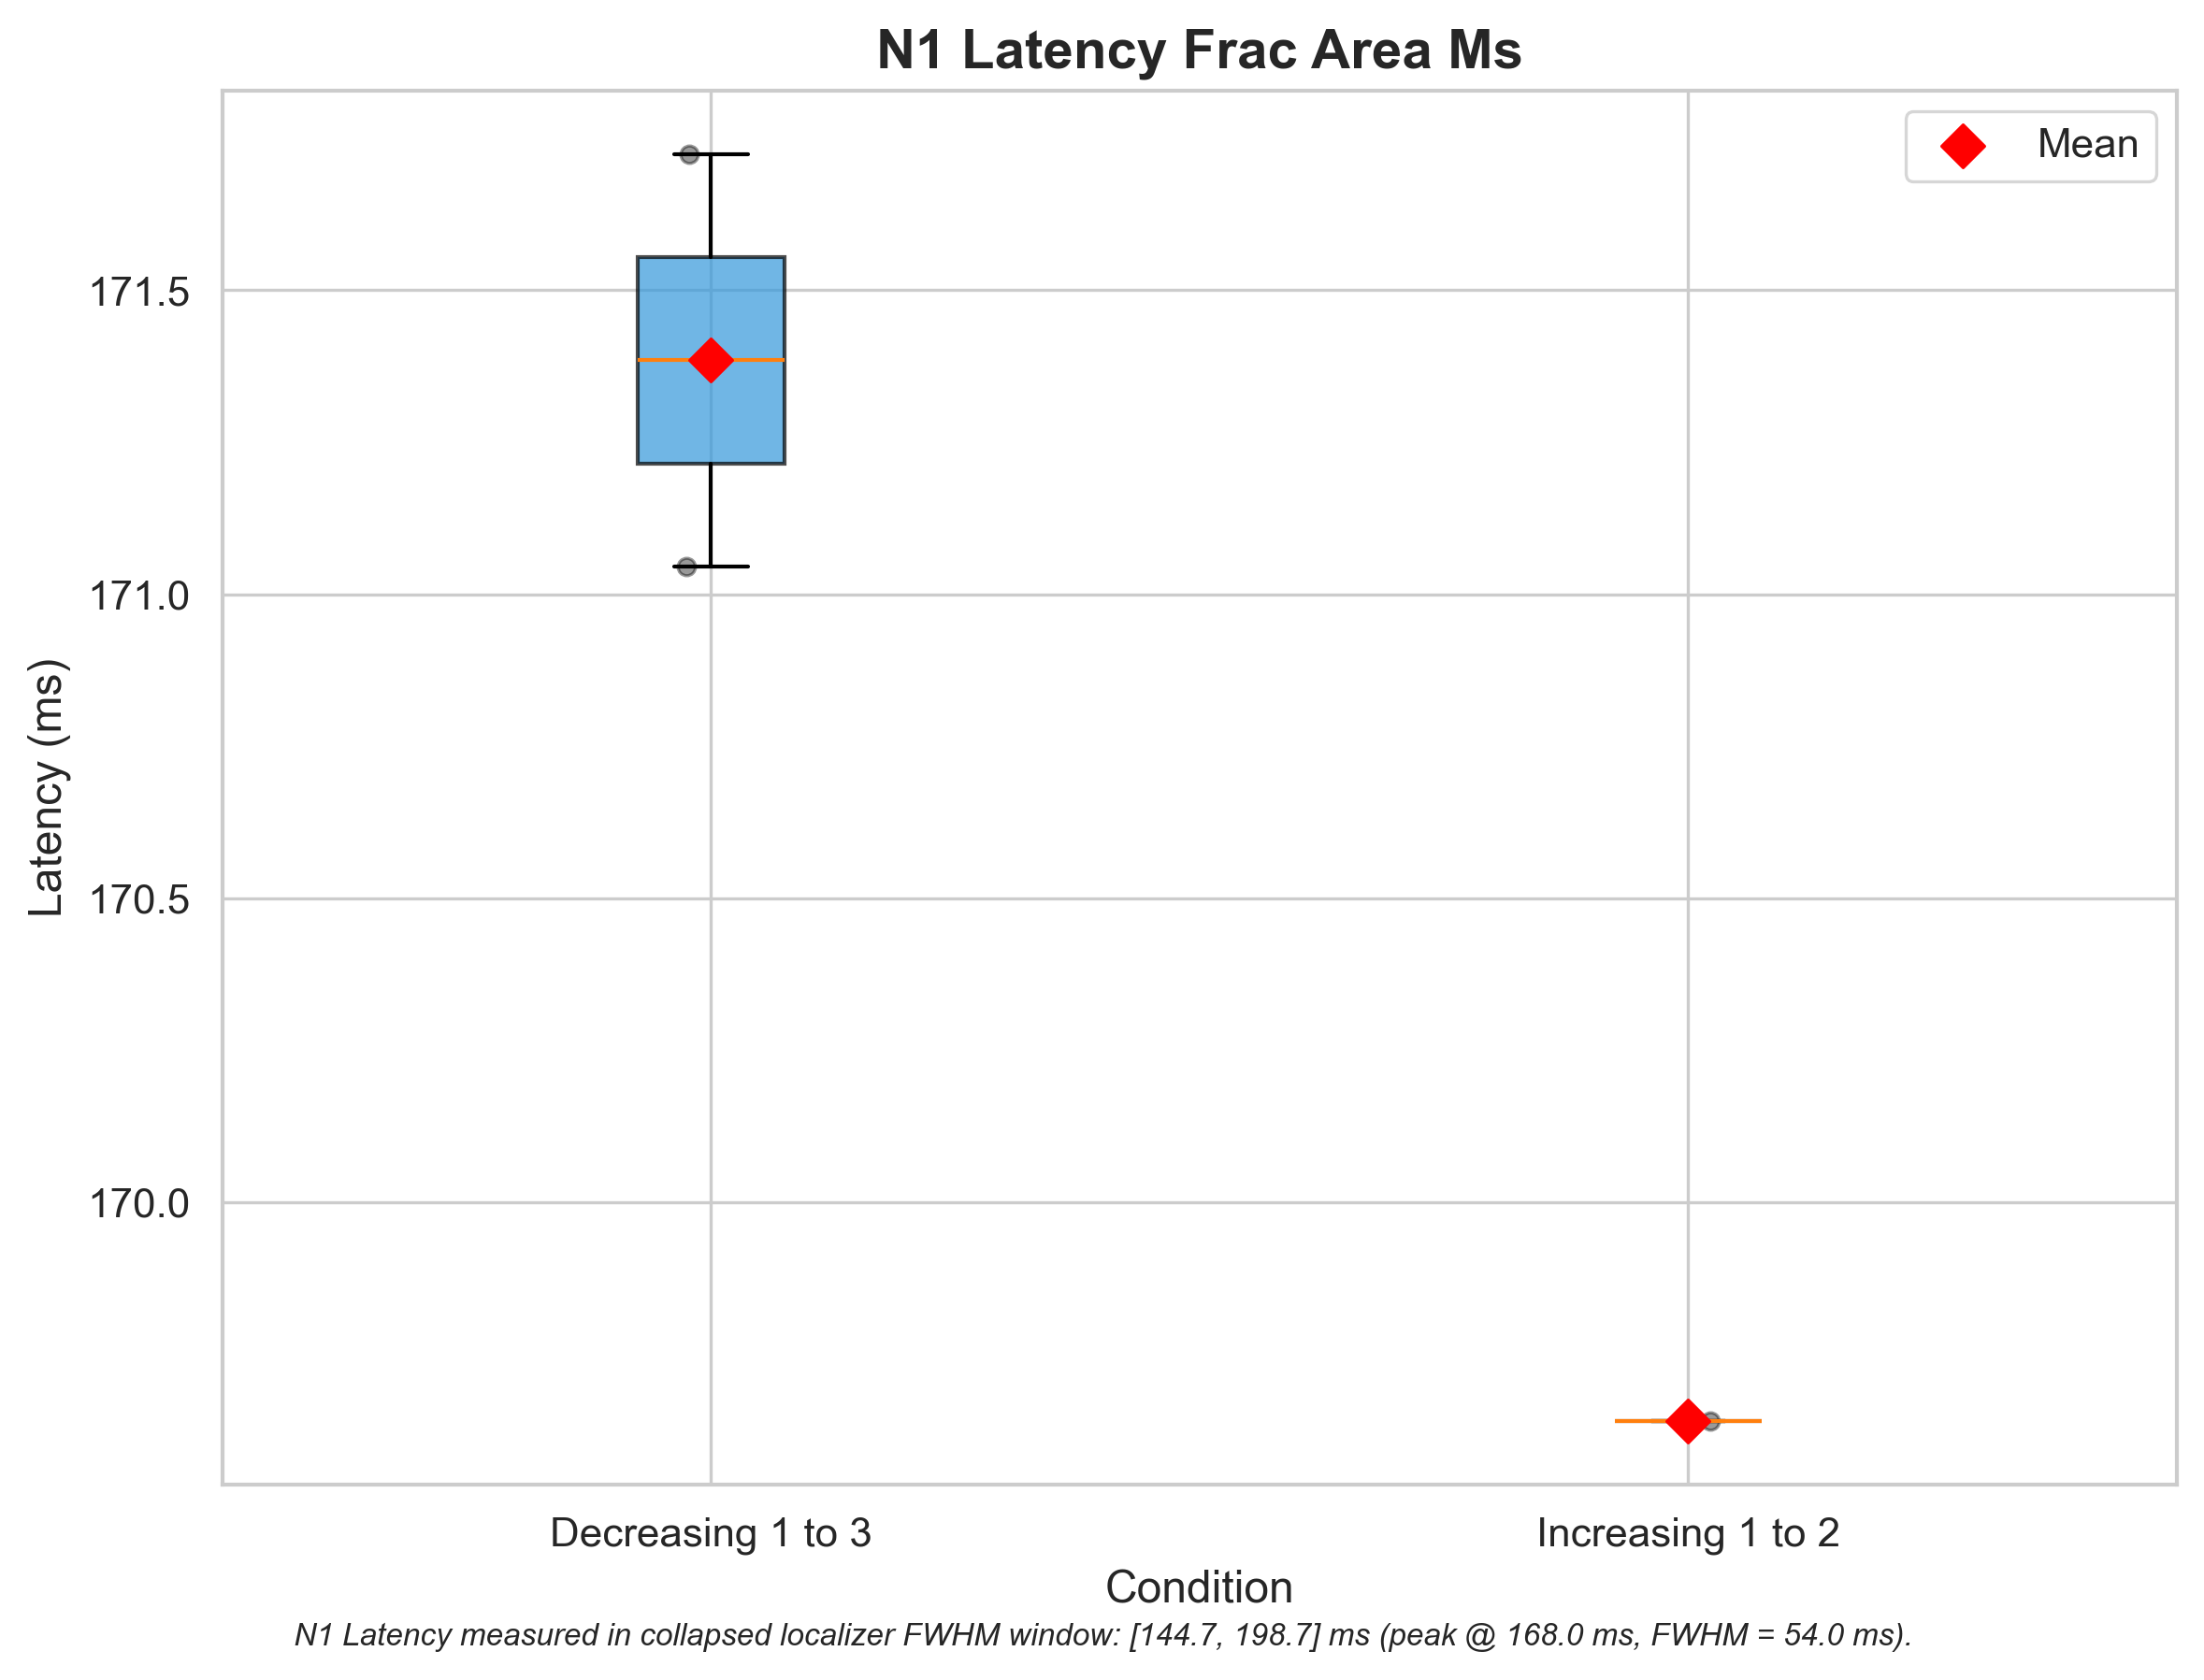 N1 Latency Frac Area Ms
Mean
171.5
171.0
170.5
170.0
Latency (ms)
Decreasing 1 to 3
Increasing 1 to 2
Condition
N1 Latency measured in collapsed localizer FWHM window: [144.7, 198.7] ms (peak @ 168.0 ms, FWHM = 54.0 ms).